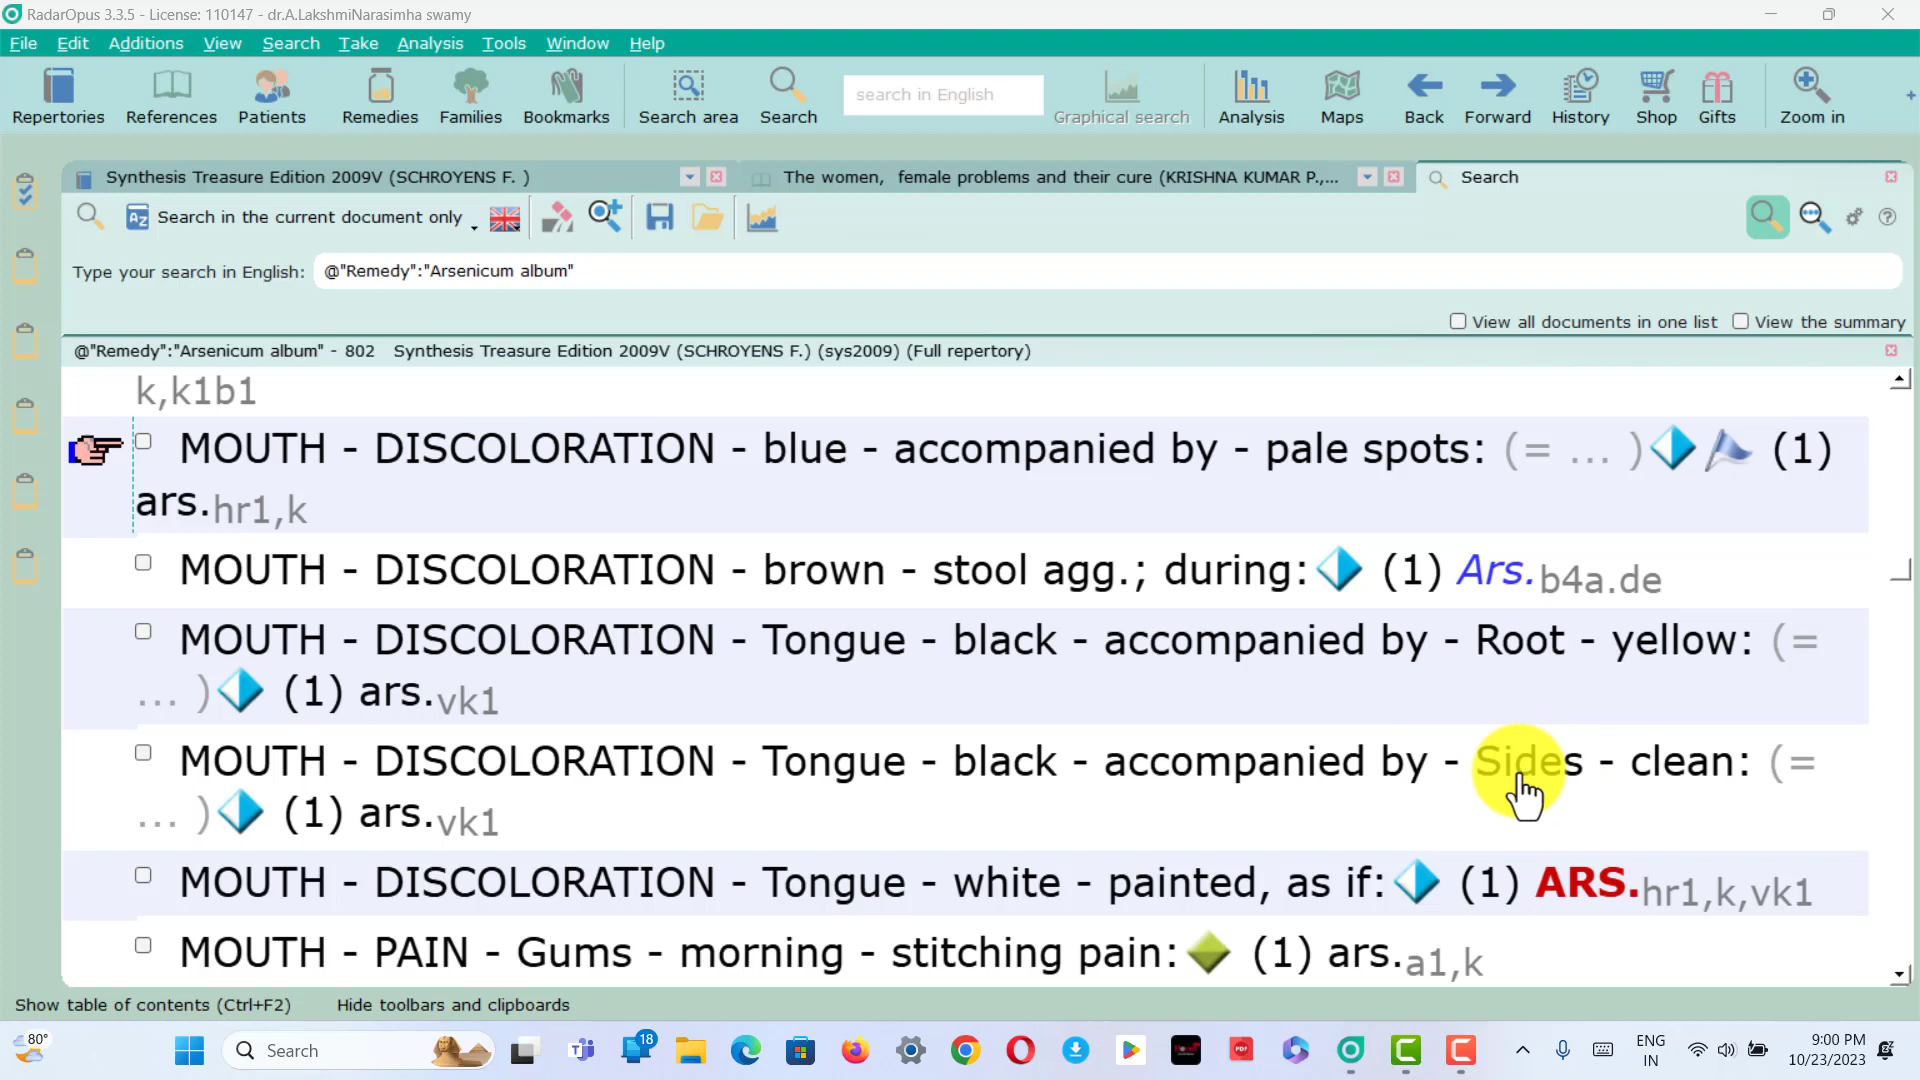 RadarOpus 3.3.5 - License: 110147 - dr.A.LakshmiNarasimha swamy
File Edit Additions View Search Take Analysis Tools Window Help
Repertories References Patients Remedies Families Bookmarks Search area Search search in English Graphical search Analysis Maps Back Forward History Shop Gifts Zoom in
Synthesis Treasure Edition 2009V (SCHROYENS F. ) The women, female problems and their cure (KRISHNA KUMAR P.,... Search
AZ Search in the current document only
Type your search in English: @"Remedy":"Arsenicum album"
View all documents in one list View the summary
@"Remedy":"Arsenicum album" - 802 Synthesis Treasure Edition 2009V (SCHROYENS F.) (sys2009) (Full repertory)
k,k1b1
MOUTH - DISCOLORATION - blue - accompanied by - pale spots: (= ... ) (1)
ars.hr1,k
MOUTH - DISCOLORATION - brown - stool agg.; during: (1) Ars.b4a.de
MOUTH - DISCOLORATION - Tongue - black - accompanied by - Root - yellow: (=
... ) (1) ars.vk1
MOUTH - DISCOLORATION - Tongue - black - accompanied by - Sides - clean: (=
... ) (1) ars.vk1
MOUTH - DISCOLORATION - Tongue - white - painted, as if: (1) ARS.hr1,k,vk1
MOUTH - PAIN - Gums - morning - stitching pain: (1) ars.a1,k
Show table of contents (Ctrl+F2) Hide toolbars and clipboards
80° Search 18 PDF ENG 9:00 PM
IN 10/23/2023